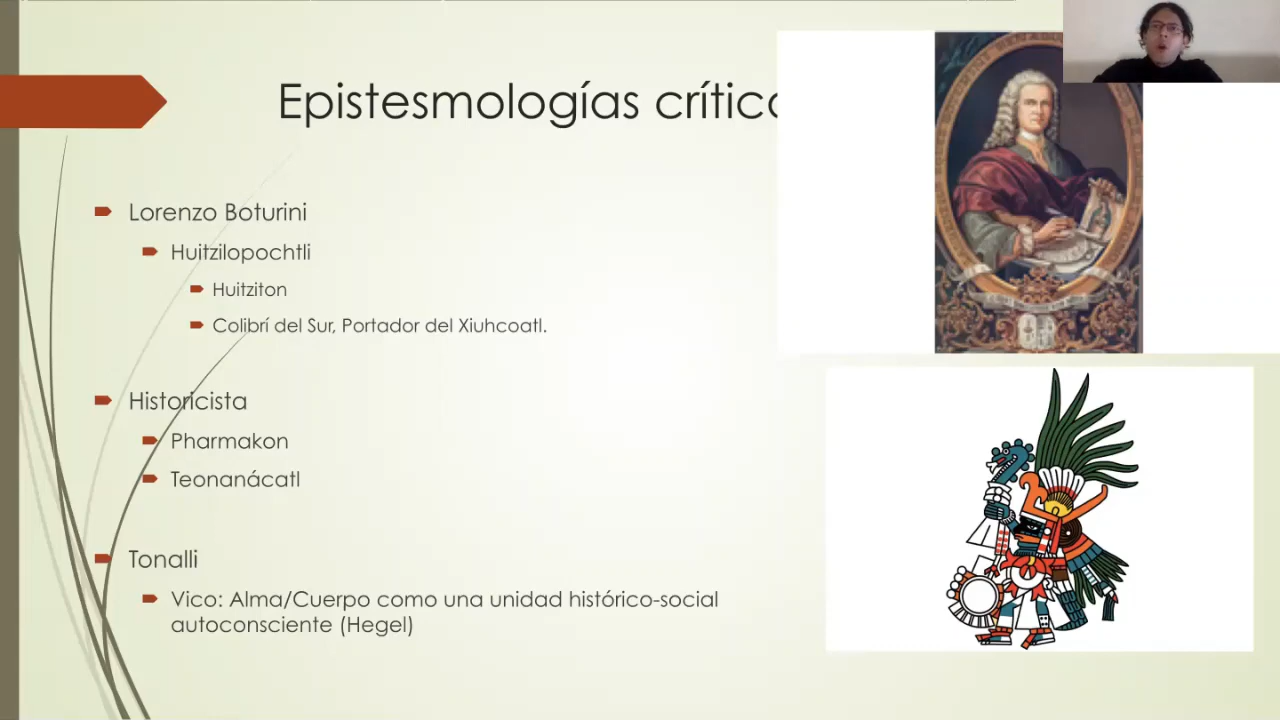 Epistesmologías crítico
Lorenzo Boturini
Huitzilopochtli
Huitziton
Colibrí del Sur, Portador del Xiuhcoatl.
Historicista
Pharmakon
Teonanácatl
Tonalli
Vico: Alma/Cuerpo como una unidad histórico-social
autoconsciente (Hegel)